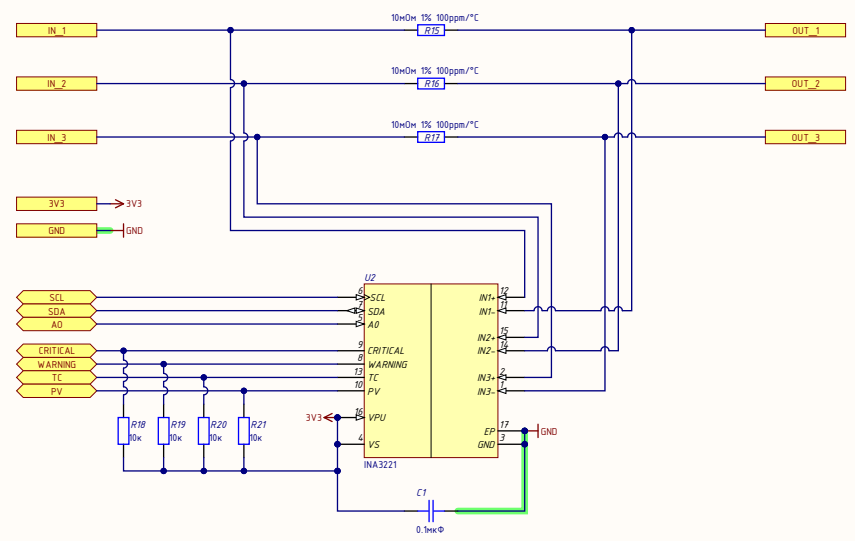 10мОм 1% 100ppm/°C
IN_1 R15 OUT_1
10мОм 1% 100ppm/°C
IN_2 R16 OUT_2
10мОм 1% 100ppm/°C
IN_3 R17 OUT_3
3V3 3V3
GND GND
U2
SCL 6 SCL IN1+ 12
SDA 7 SDA IN1- 11
A0 5 A0
IN2+ 15
CRITICAL 9 CRITICAL IN2- 14
WARNING 8 WARNING
TC 13 TC IN3+ 2
PV 10 PV IN3- 1
3V3 16 VPU
R18 R19 R20 R21
EP 17 GND
10к 10к 10к 10к
4 VS GND 3
INA3221
C1
0.1мкФ